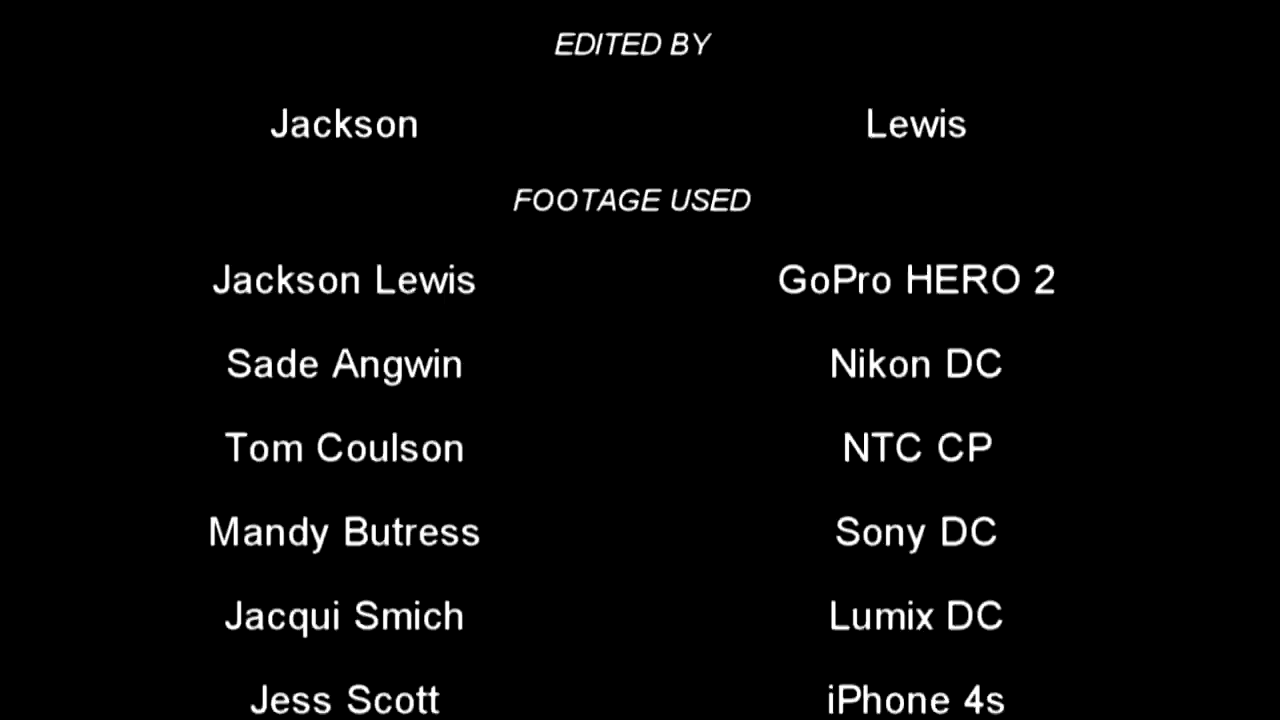 EDITED BY
Jackson Lewis
FOOTAGE USED
Jackson Lewis GoPro HERO 2
Sade Angwin Nikon DC
Tom Coulson NTC CP
Mandy Butress Sony DC
Jacqui Smich Lumix DC
Jess Scott iPhone 4s